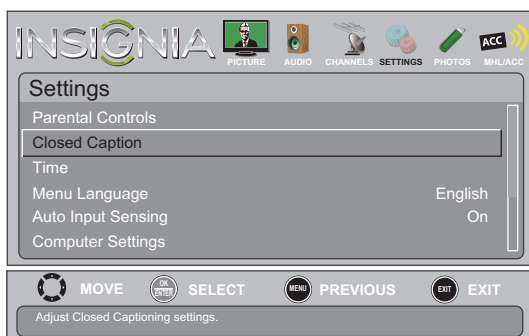 INSIGNIA
PICTURE AUDIO CHANNELS SETTINGS PHOTOS MHL/ACC
ACC
Settings
Parental Controls
Closed Caption
Time
Menu Language English
Auto Input Sensing On
Computer Settings
MOVE OK ENTER SELECT MENU PREVIOUS EXIT EXIT
Adjust Closed Captioning settings.